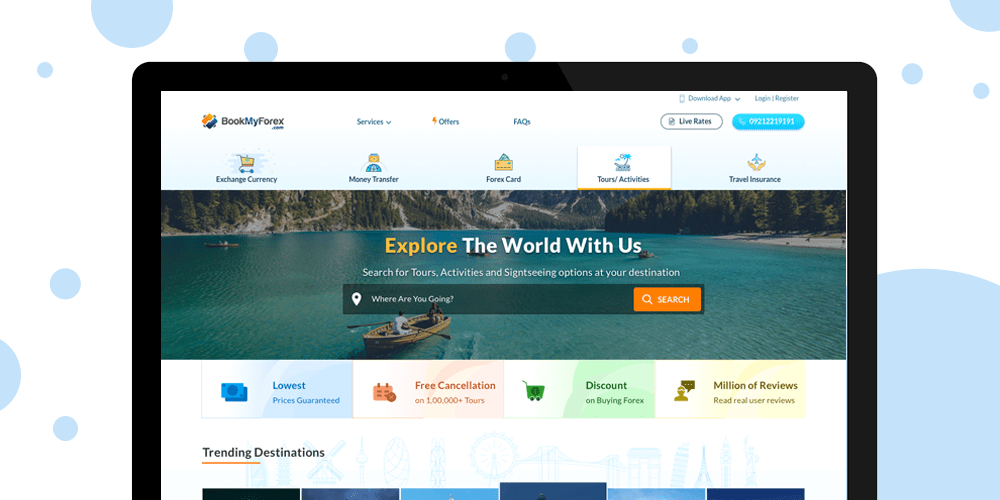 Download App
Login | Register
BookMyForex
.com
Services
Offers
FAQs
Live Rates
09212219191
Exchange Currency
Money Transfer
Forex Card
Tours/ Activities
Travel Insurance
Explore The World With Us
Search for Tours, Activities and Signtseeing options at your destination
Where Are You Going?
SEARCH
Lowest
Prices Guaranteed
Free Cancellation
on 1,00,000+ Tours
Discount
on Buying Forex
Million of Reviews
Read real user reviews
Trending Destinations